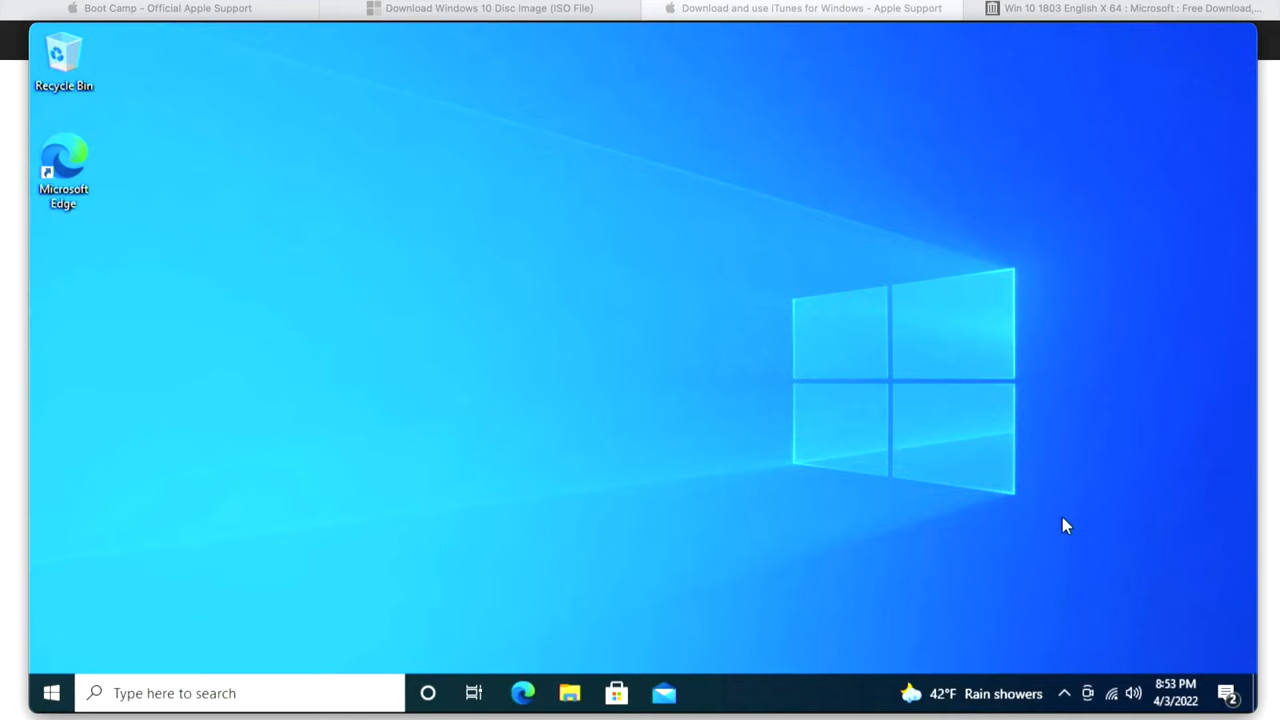 Boot Camp - Official Apple Support
Download Windows 10 Disc Image (ISO File)
Download and use iTunes for Windows - Apple Support
Win 10 1803 English X 64 : Microsoft : Free Download,...
Recycle Bin
Microsoft
Edge
Type here to search
42°F Rain showers
8:53 PM
4/3/2022
2